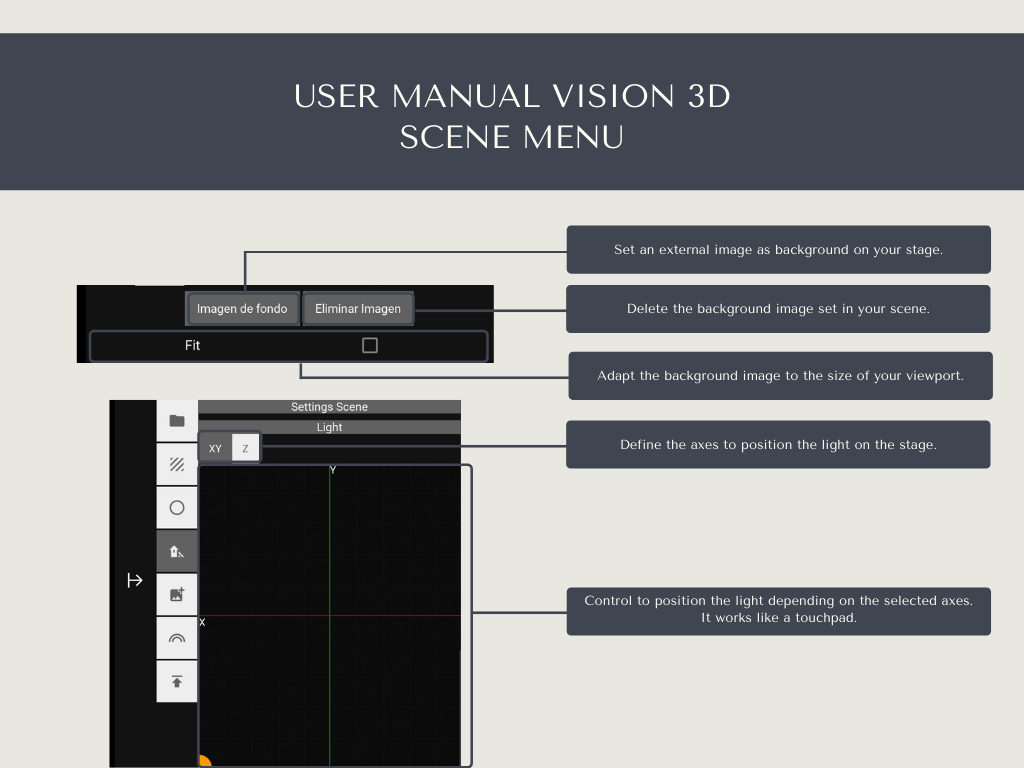 USER MANUAL VISION 3D
SCENE MENU
Set an external image as background on your stage.
Imagen de fondo
Eliminar Imagen
Delete the background image set in your scene.
Fit
Adapt the background image to the size of your viewport.
Settings Scene
Light
XY
Z
Define the axes to position the light on the stage.
Y
X
Control to position the light depending on the selected axes.
It works like a touchpad.